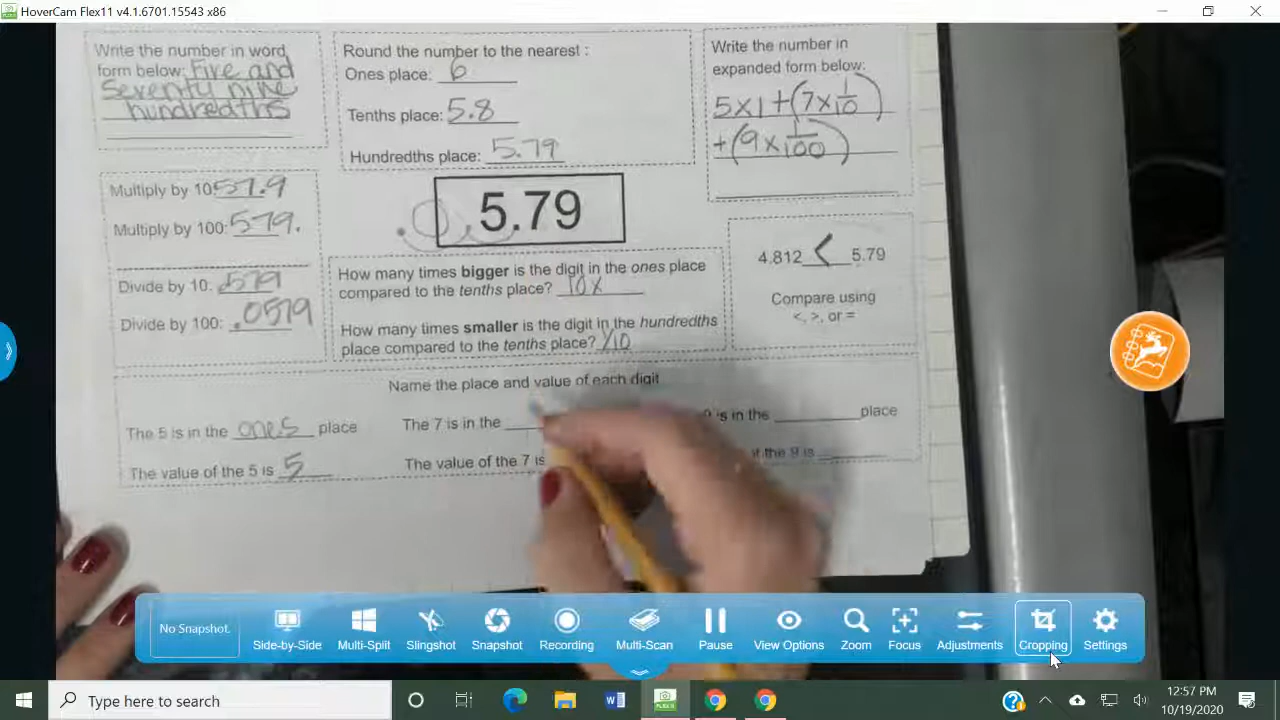 HoverCam Flex11 v4.1.6701.15543 x86
Write the number in word
form below: Five and
Seventy nine
hundredths
Round the number to the nearest :
Ones place: 6
Tenths place: 5.8
Hundredths place: 5.79
Write the number in
expanded form below:
5x1+(7x1/10)
+(9x1/100)
Multiply by 10: 57.9
Multiply by 100: 579.
Divide by 10: .579
Divide by 100: .0579
5.79
How many times bigger is the digit in the ones place
compared to the tenths place? 10x
How many times smaller is the digit in the hundredths
place compared to the tenths place? 1/10
4.812 < 5.79
Compare using
<, >, or =
Name the place and value of each digit
The 5 is in the ones place
The value of the 5 is 5
The 7 is in the
The value of the 7 is
9 is in the place
the 9 is
No Snapshot.
Side-by-Side
Multi-Split
Slingshot
Snapshot
Recording
Multi-Scan
Pause
View Options
Zoom
Focus
Adjustments
Cropping
Settings
Type here to search
12:57 PM
10/19/2020